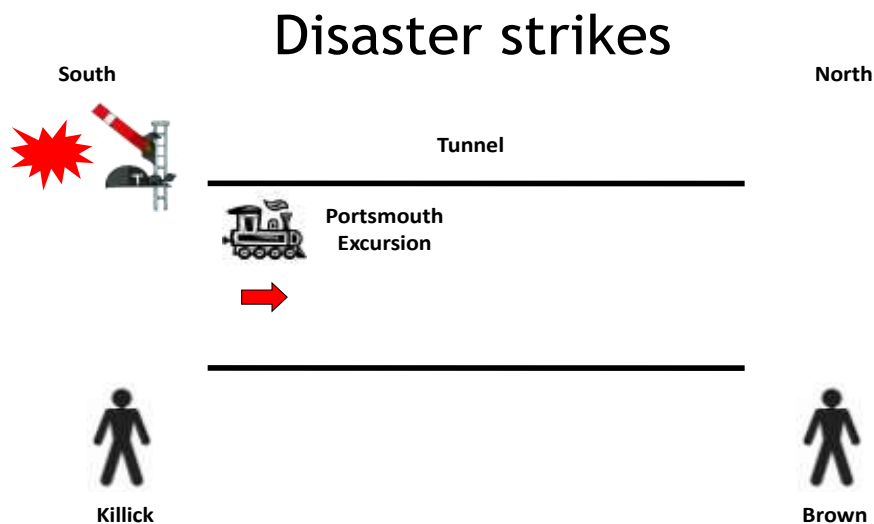 Disaster strikes
South
North
Tunnel
Portsmouth
Excursion
Killick
Brown